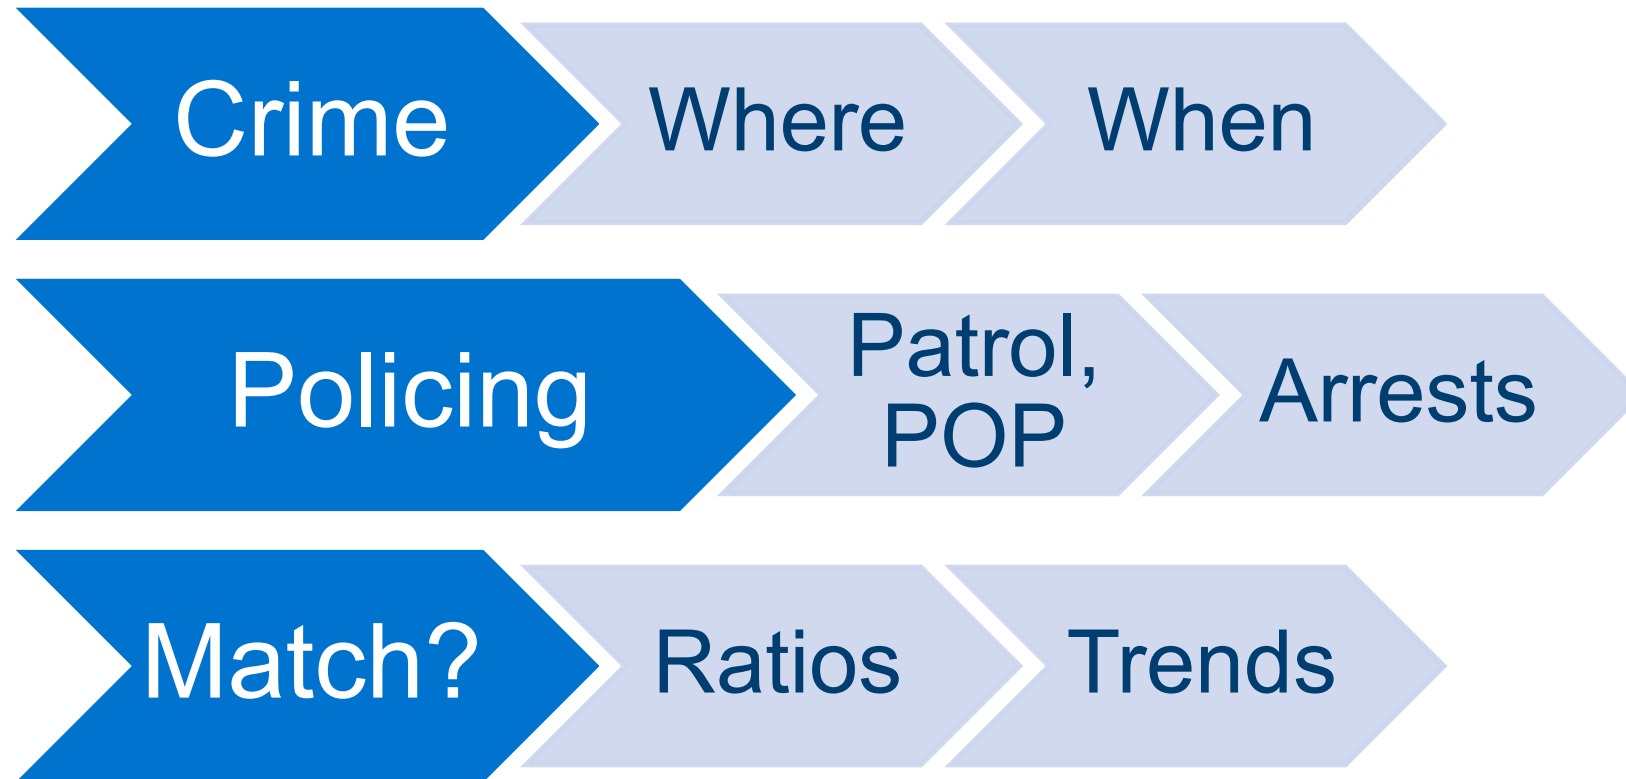 Crime
Where
When
Policing
Patrol,
POP
Arrests
Match?
Ratios
Trends